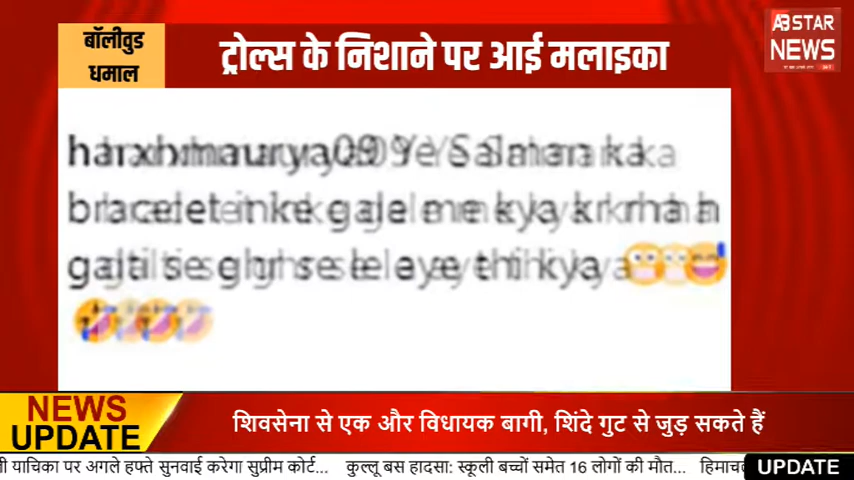 बॉलीवुड
धमाल
ट्रोल्स के निशाने पर आई मलाइका
AB STAR
NEWS
harxhmaurya09 Ye Salman ka
bracelet inke gale me kya kr rha h
galti se ghr se le aye thi kya
NEWS
UPDATE
शिवसेना से एक और विधायक बागी, शिंदे गुट से जुड़ सकते हैं
याचिका पर अगले हफ्ते सुनवाई करेगा सुप्रीम कोर्ट... कुल्लू बस हादसा: स्कूली बच्चों समेत 16 लोगों की मौत...
UPDATE